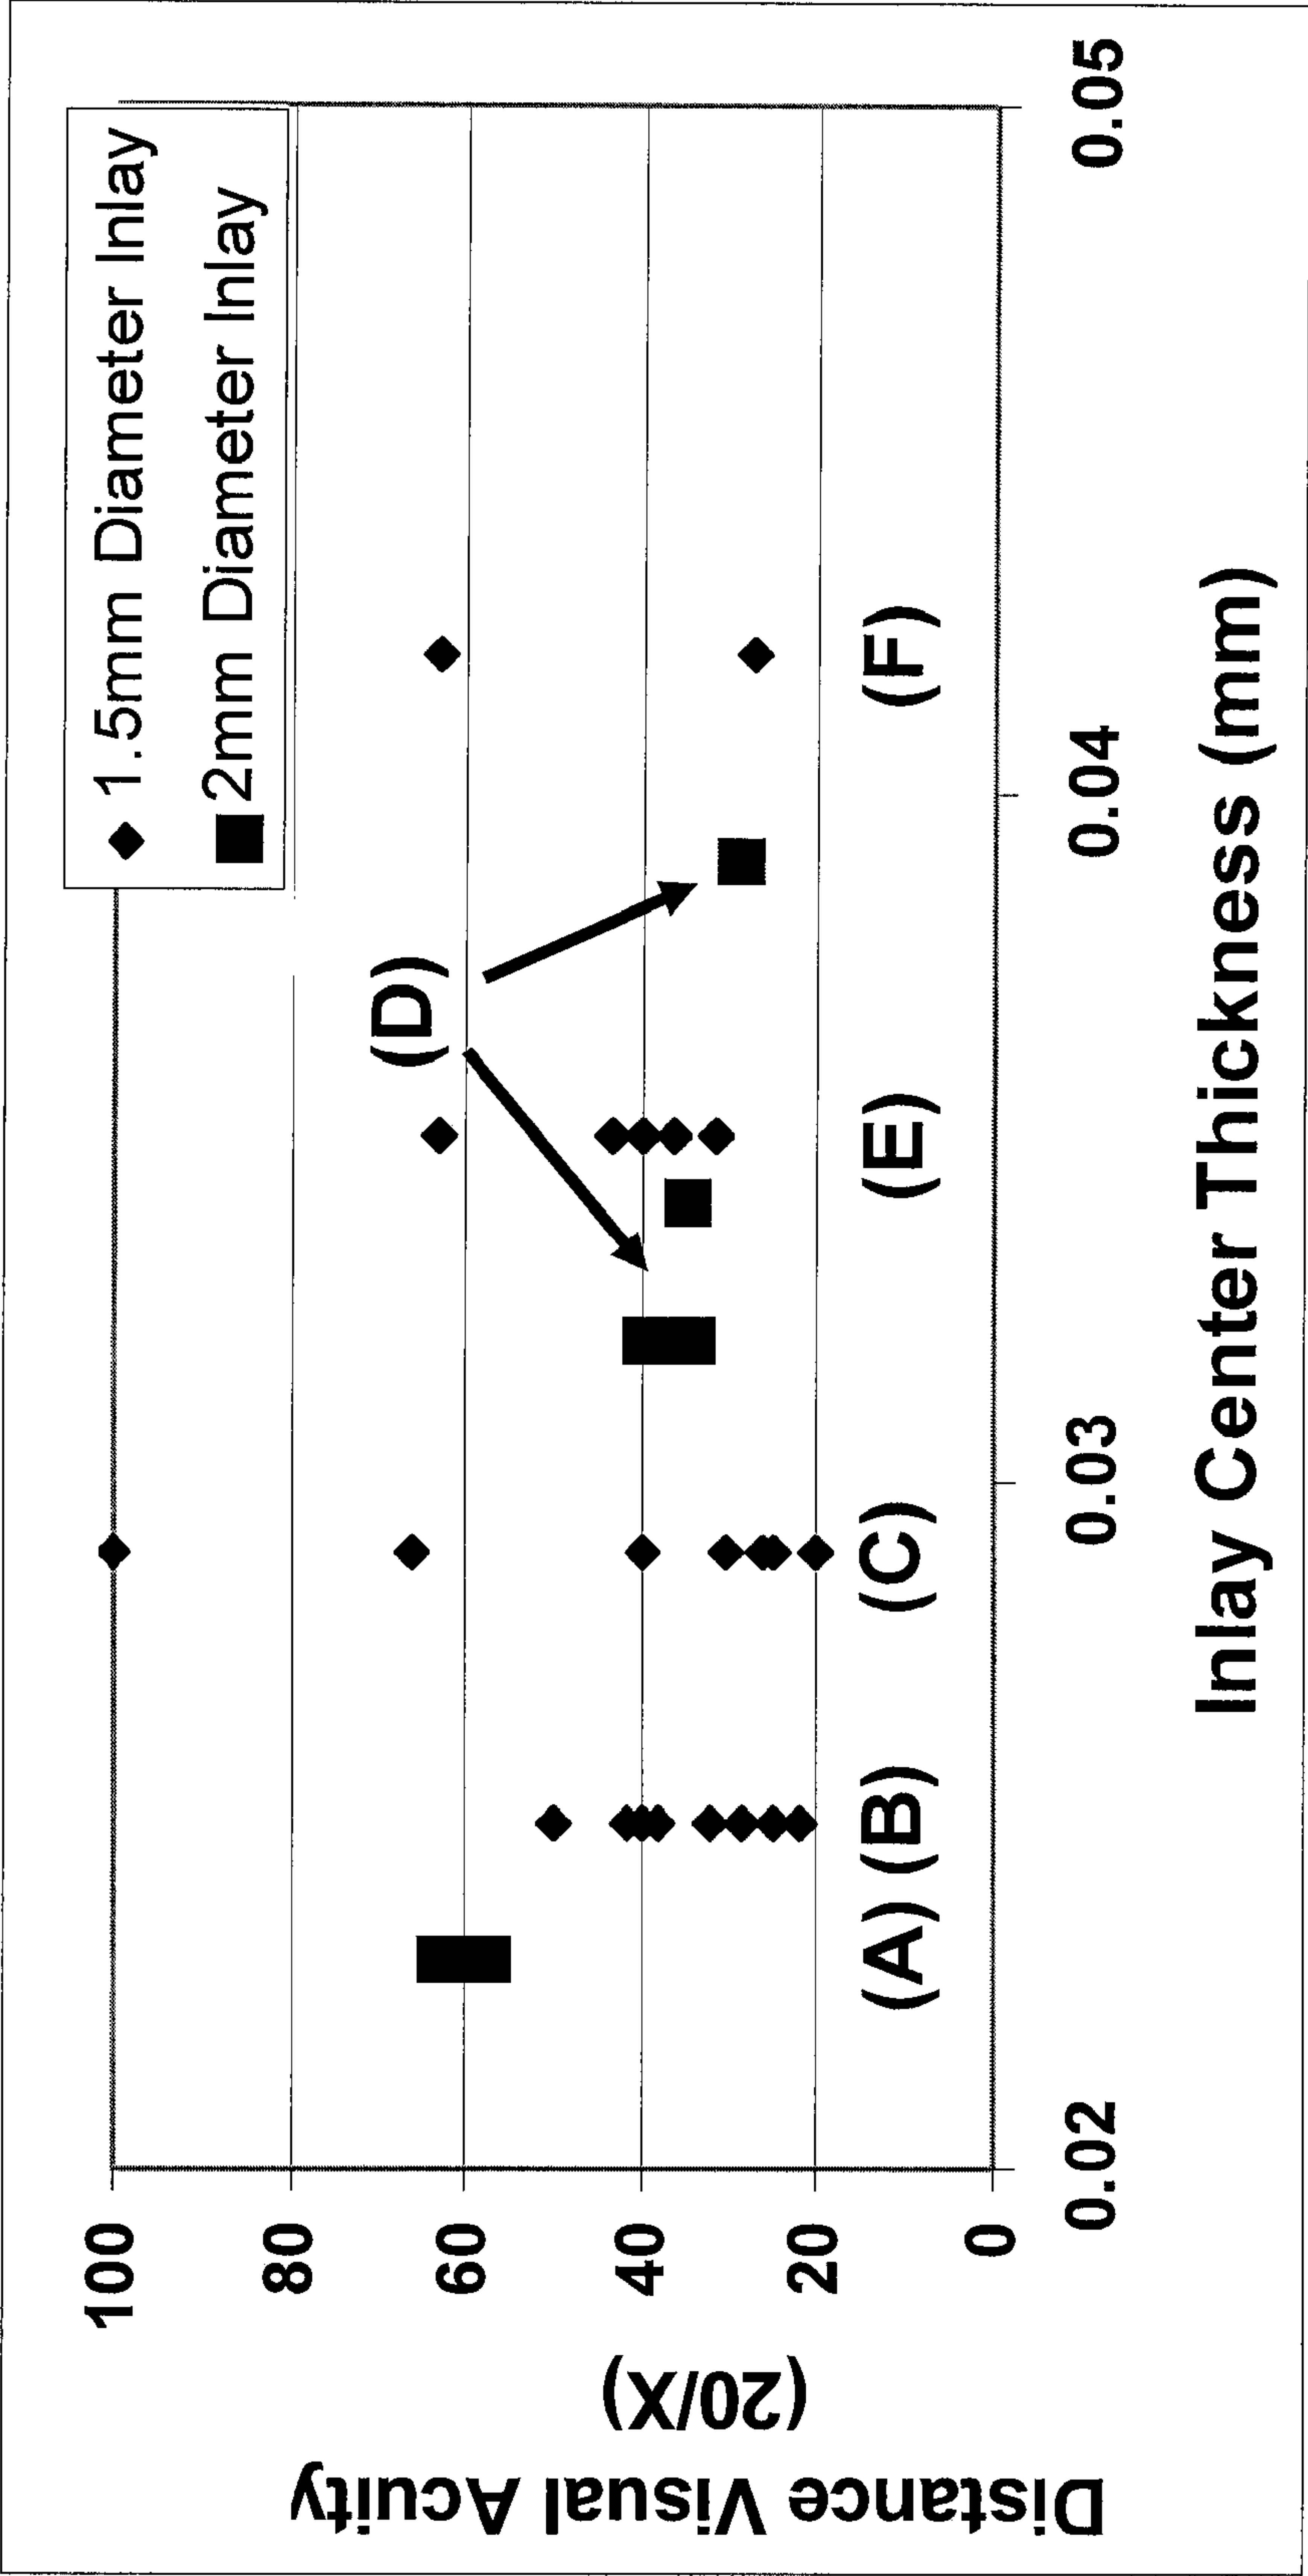 Distance Visual Acuity
(20/X)
100
80
60
40
20
0
1.5mm Diameter Inlay
2mm Diameter Inlay
(D)
(A) (B)
(C)
(E)
(F)
0.02
0.03
0.04
0.05
Inlay Center Thickness (mm)